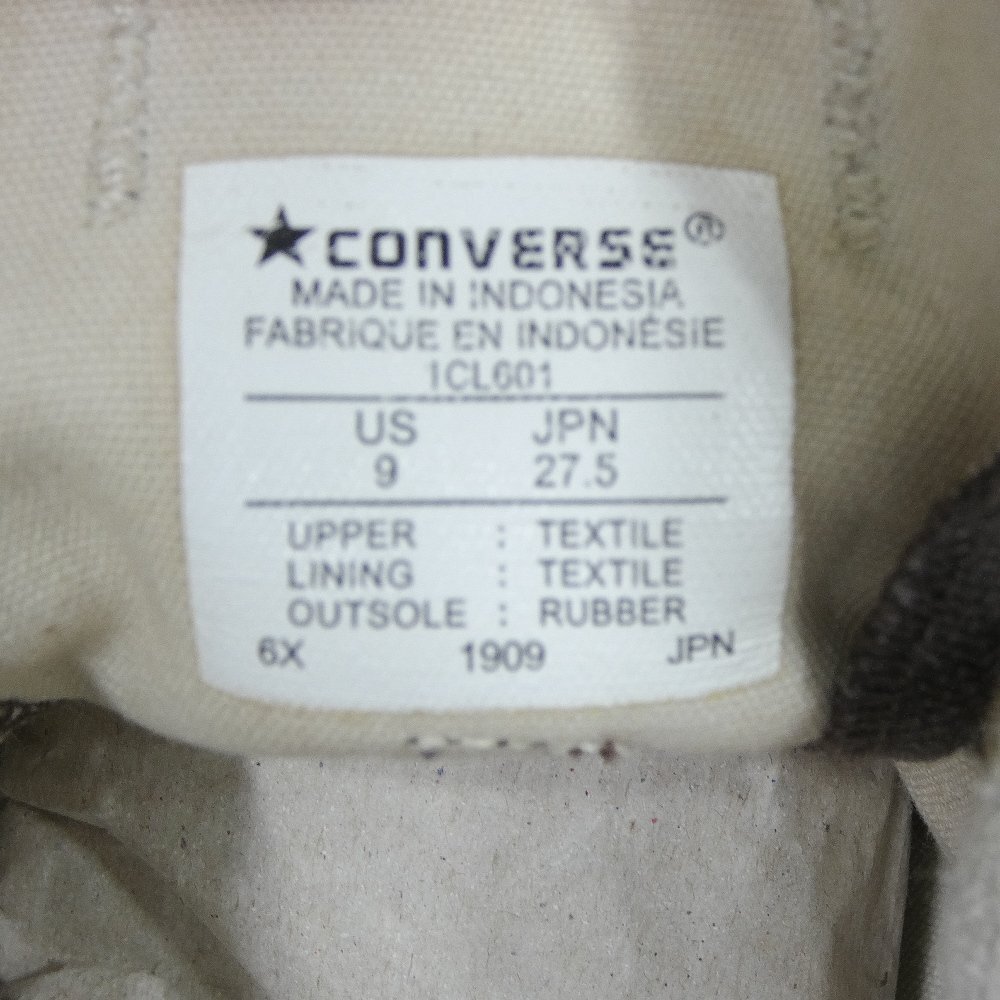 ★CONVERSE®
MADE IN INDONESIA
FABRIQUE EN INDONÉSIE
1CL601
US JPN
9 27.5
UPPER : TEXTILE
LINING : TEXTILE
OUTSOLE : RUBBER
6X 1909 JPN